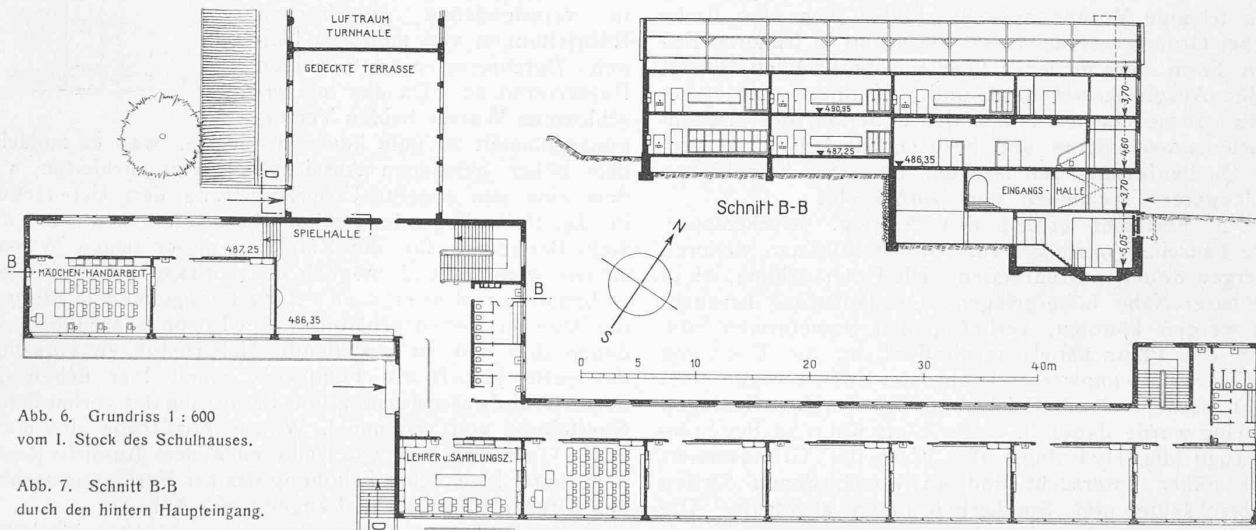 LUFTRAUM
TURNHALLE
GEDECKTE TERRASSE
SPIELHALLE
487,25
B
MÄDCHEN-HANDARBEIT
486,35
B
490,95
487,25
486,35
3,70
4,60
3,70
5,05
EINGANGS-HALLE
Schnitt B-B
N
S
0 5 10 20 30 40m
LEHRER u. SAMMLUNGSZ.
Abb. 6. Grundriss 1 : 600
vom I. Stock des Schulhauses.
Abb. 7. Schnitt B-B
durch den hintern Haupteingang.